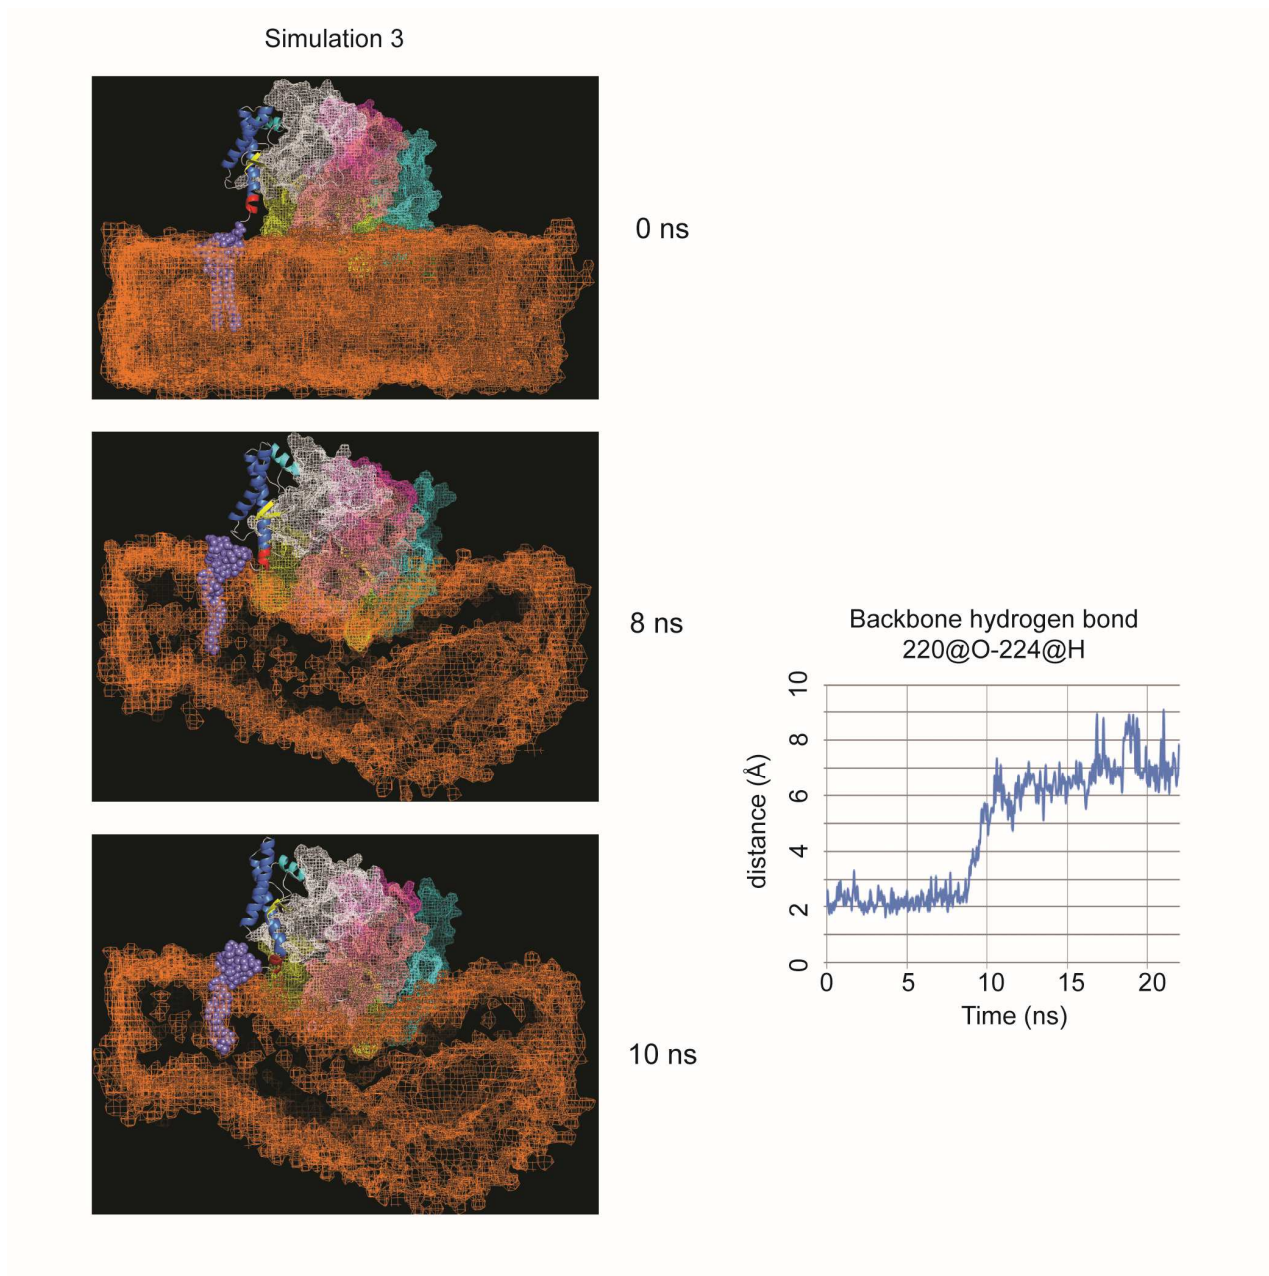 Simulation 3
0 ns
8 ns
Backbone hydrogen bond
220@O-224@H
10
8
6
4
2
0
distance (Å)
0 5 10 15 20
Time (ns)
10 ns